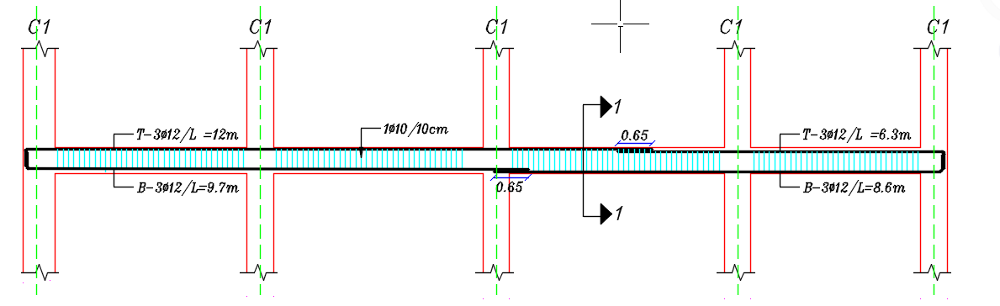 C1 C1 C1 C1 C1
1
T-3ø12/L =12m
1ø10/10cm
0.65
T-3ø12/L =6.3m
B-3ø12/L=9.7m
0.65
B-3ø12/L=8.6m
1